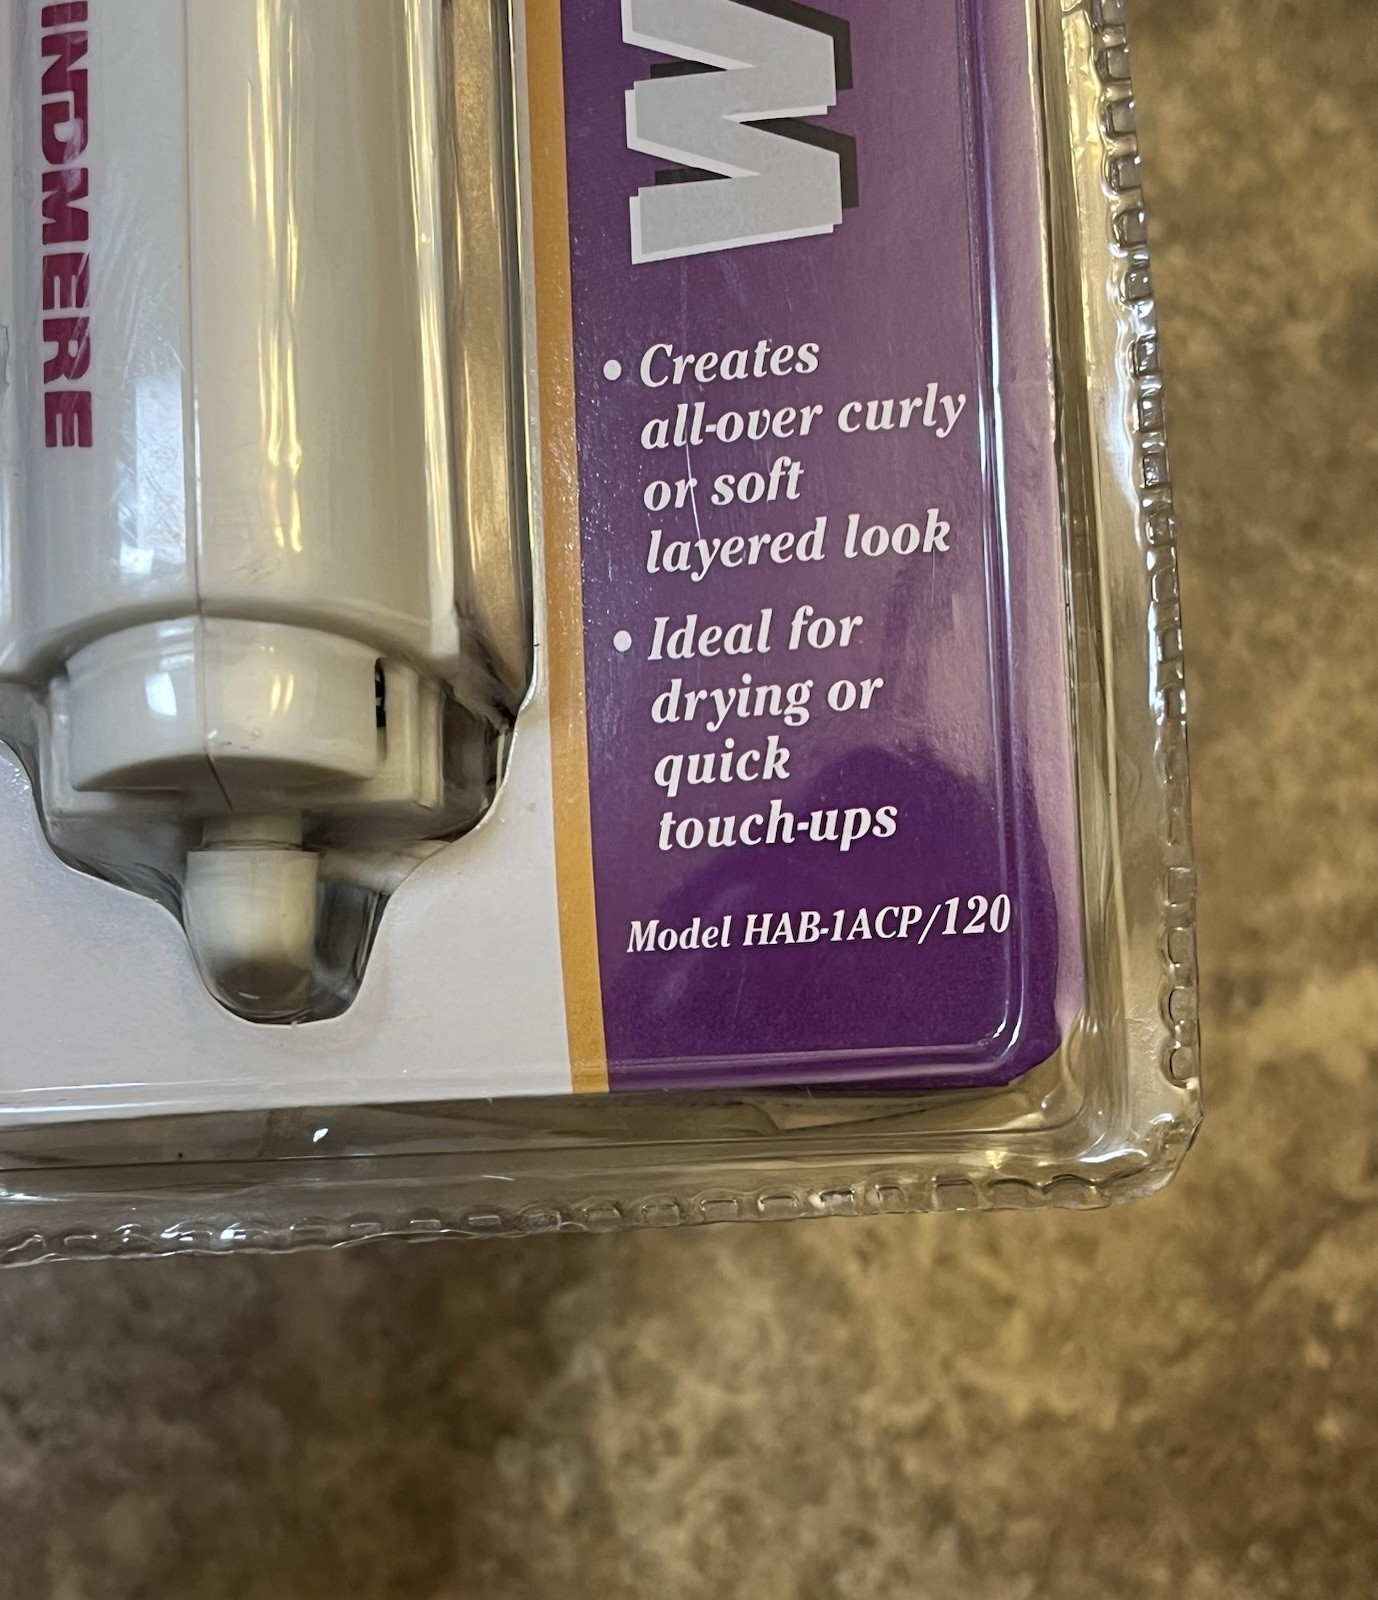 INDMERE
W
• Creates
all-over curly
or soft
layered look
• Ideal for
drying or
quick
touch-ups
Model HAB-1ACP/120